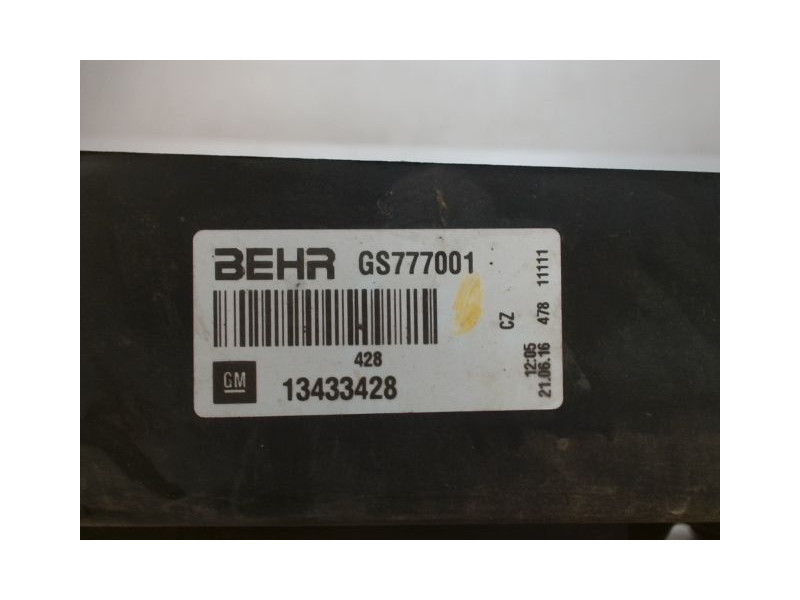 BEHR GS777001
428
GM 13433428
CZ
12:05 478 11111
21.06.16